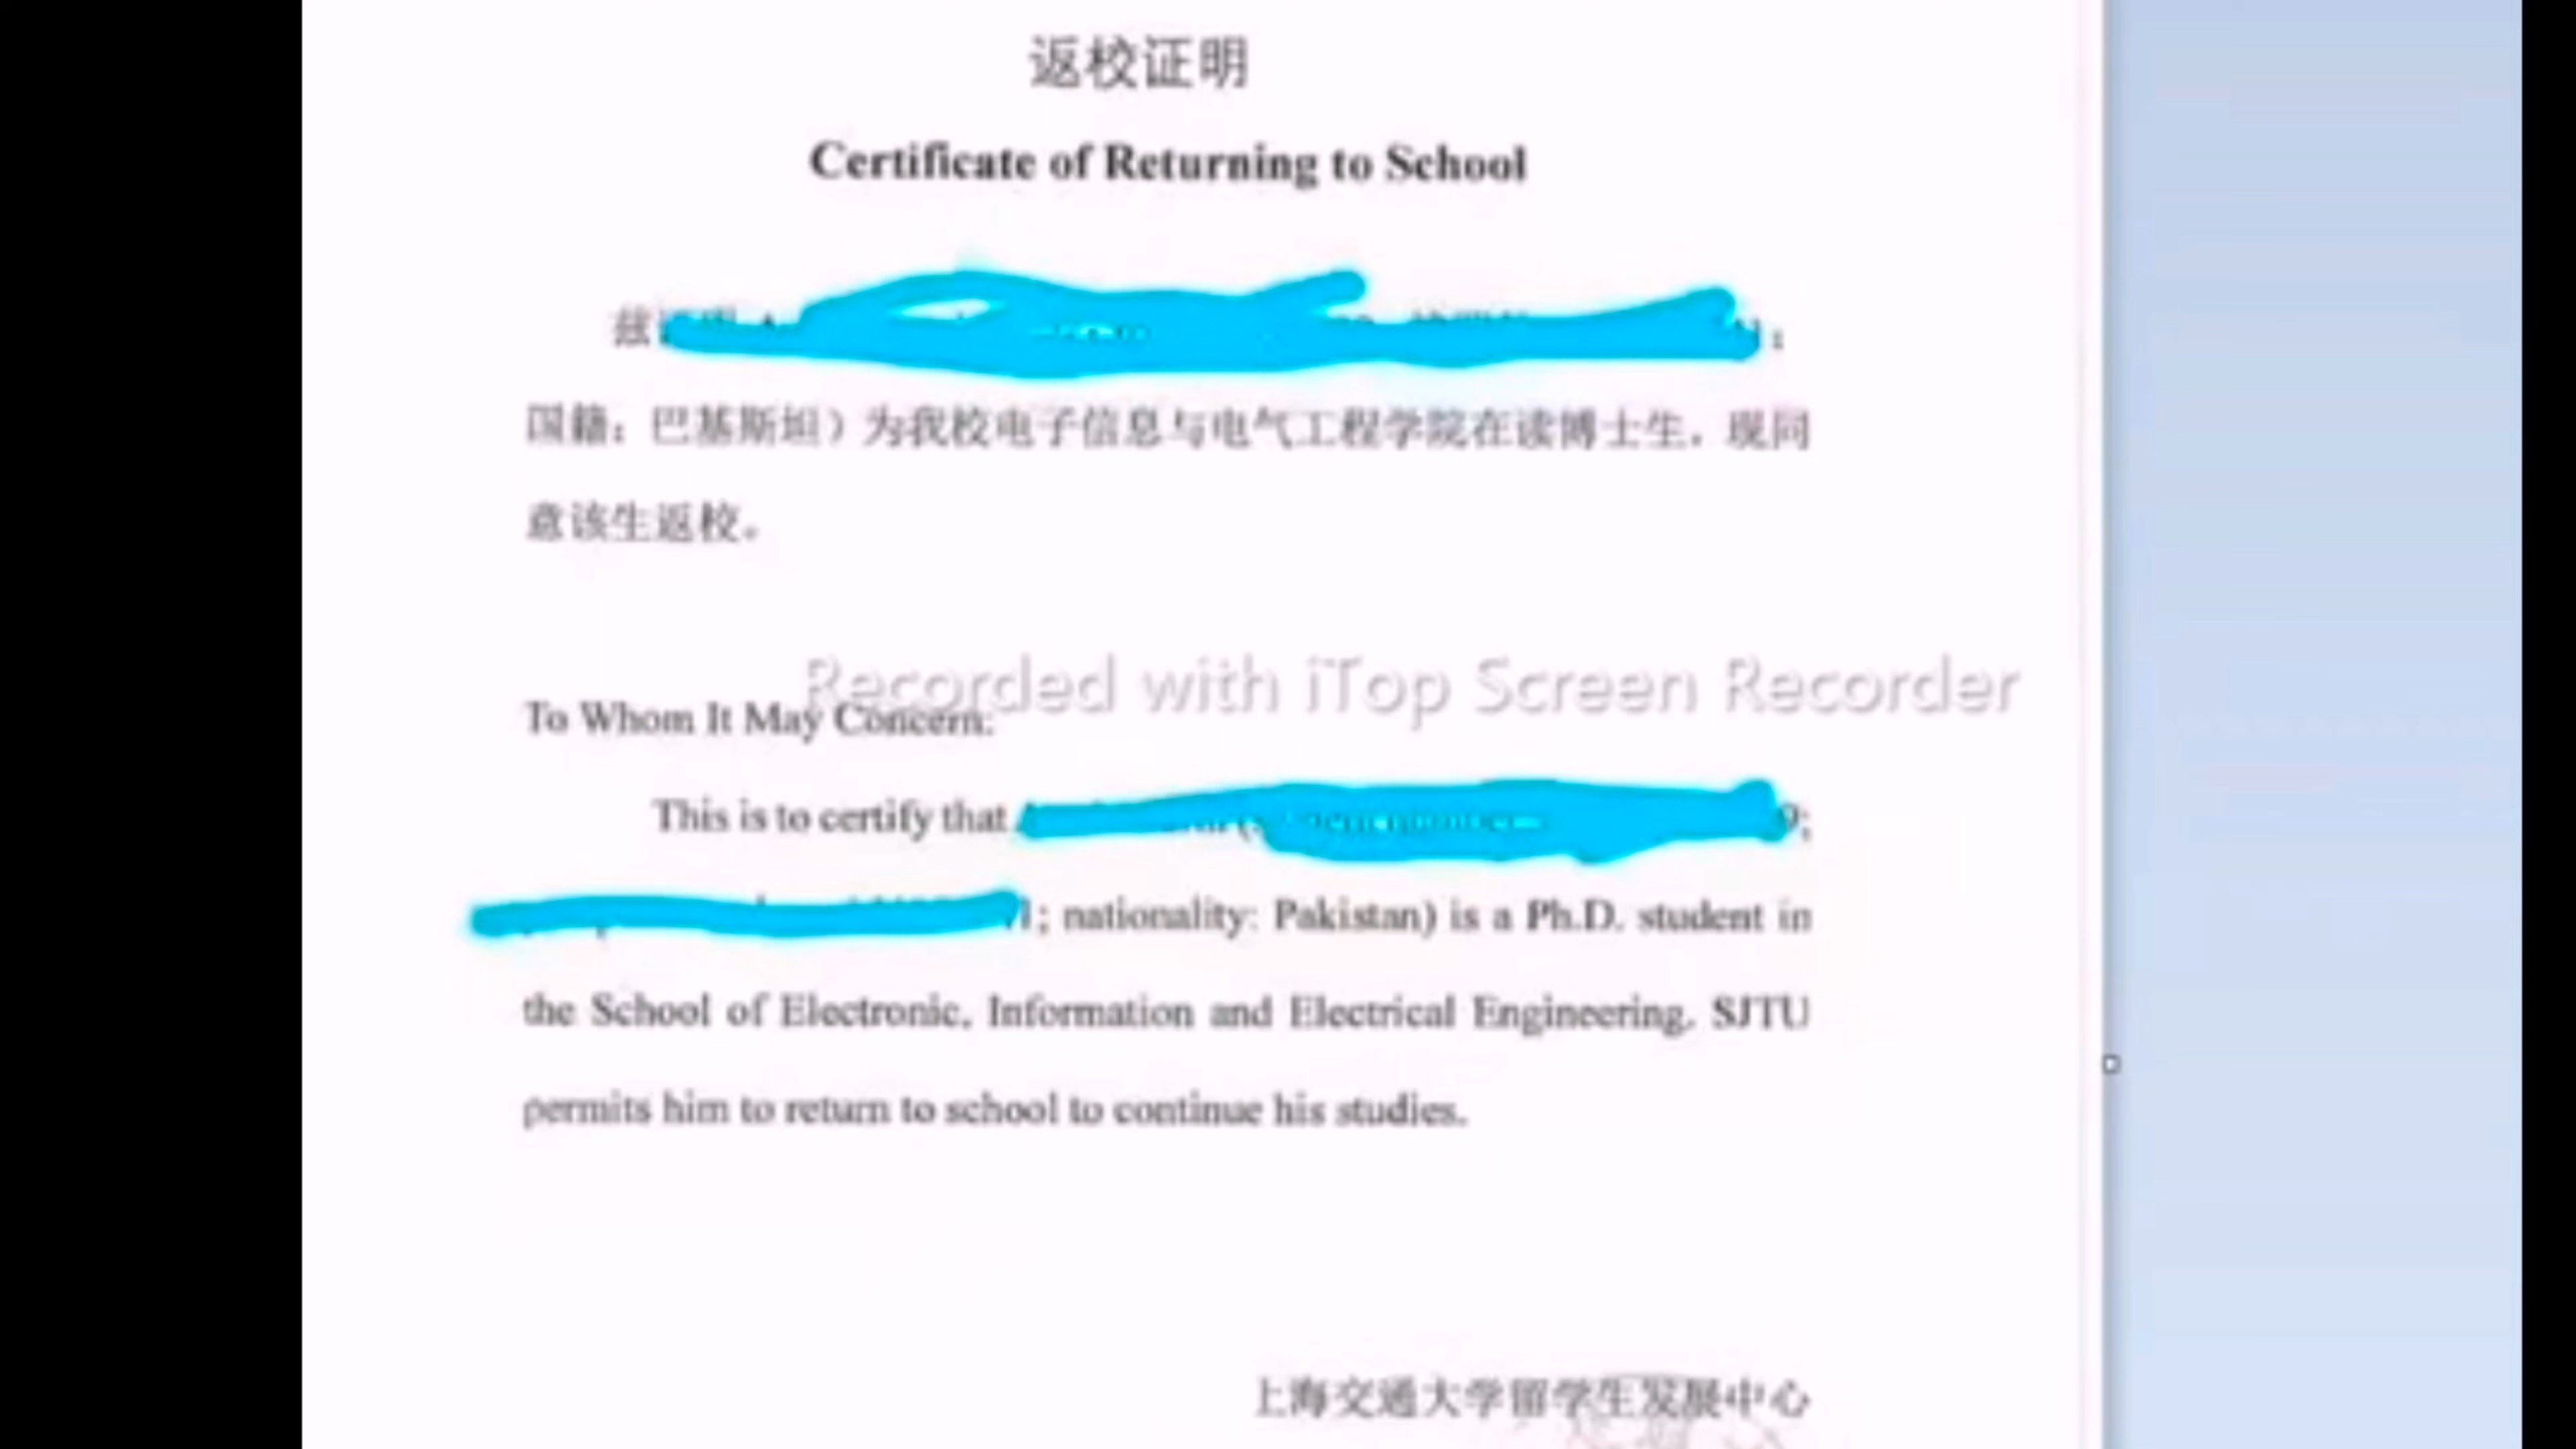 返校证明
Certificate of Returning to School
兹
国籍：巴基斯坦）为我校电子信息与电气工程学院在读博士生，现同
意该生返校。
Recorded with iTop Screen Recorder
To Whom It May Concern:
This is to certify that
; nationality: Pakistan) is a Ph.D. student in
the School of Electronic, Information and Electrical Engineering. SJTU
permits him to return to school to continue his studies.
上海交通大学留学生发展中心